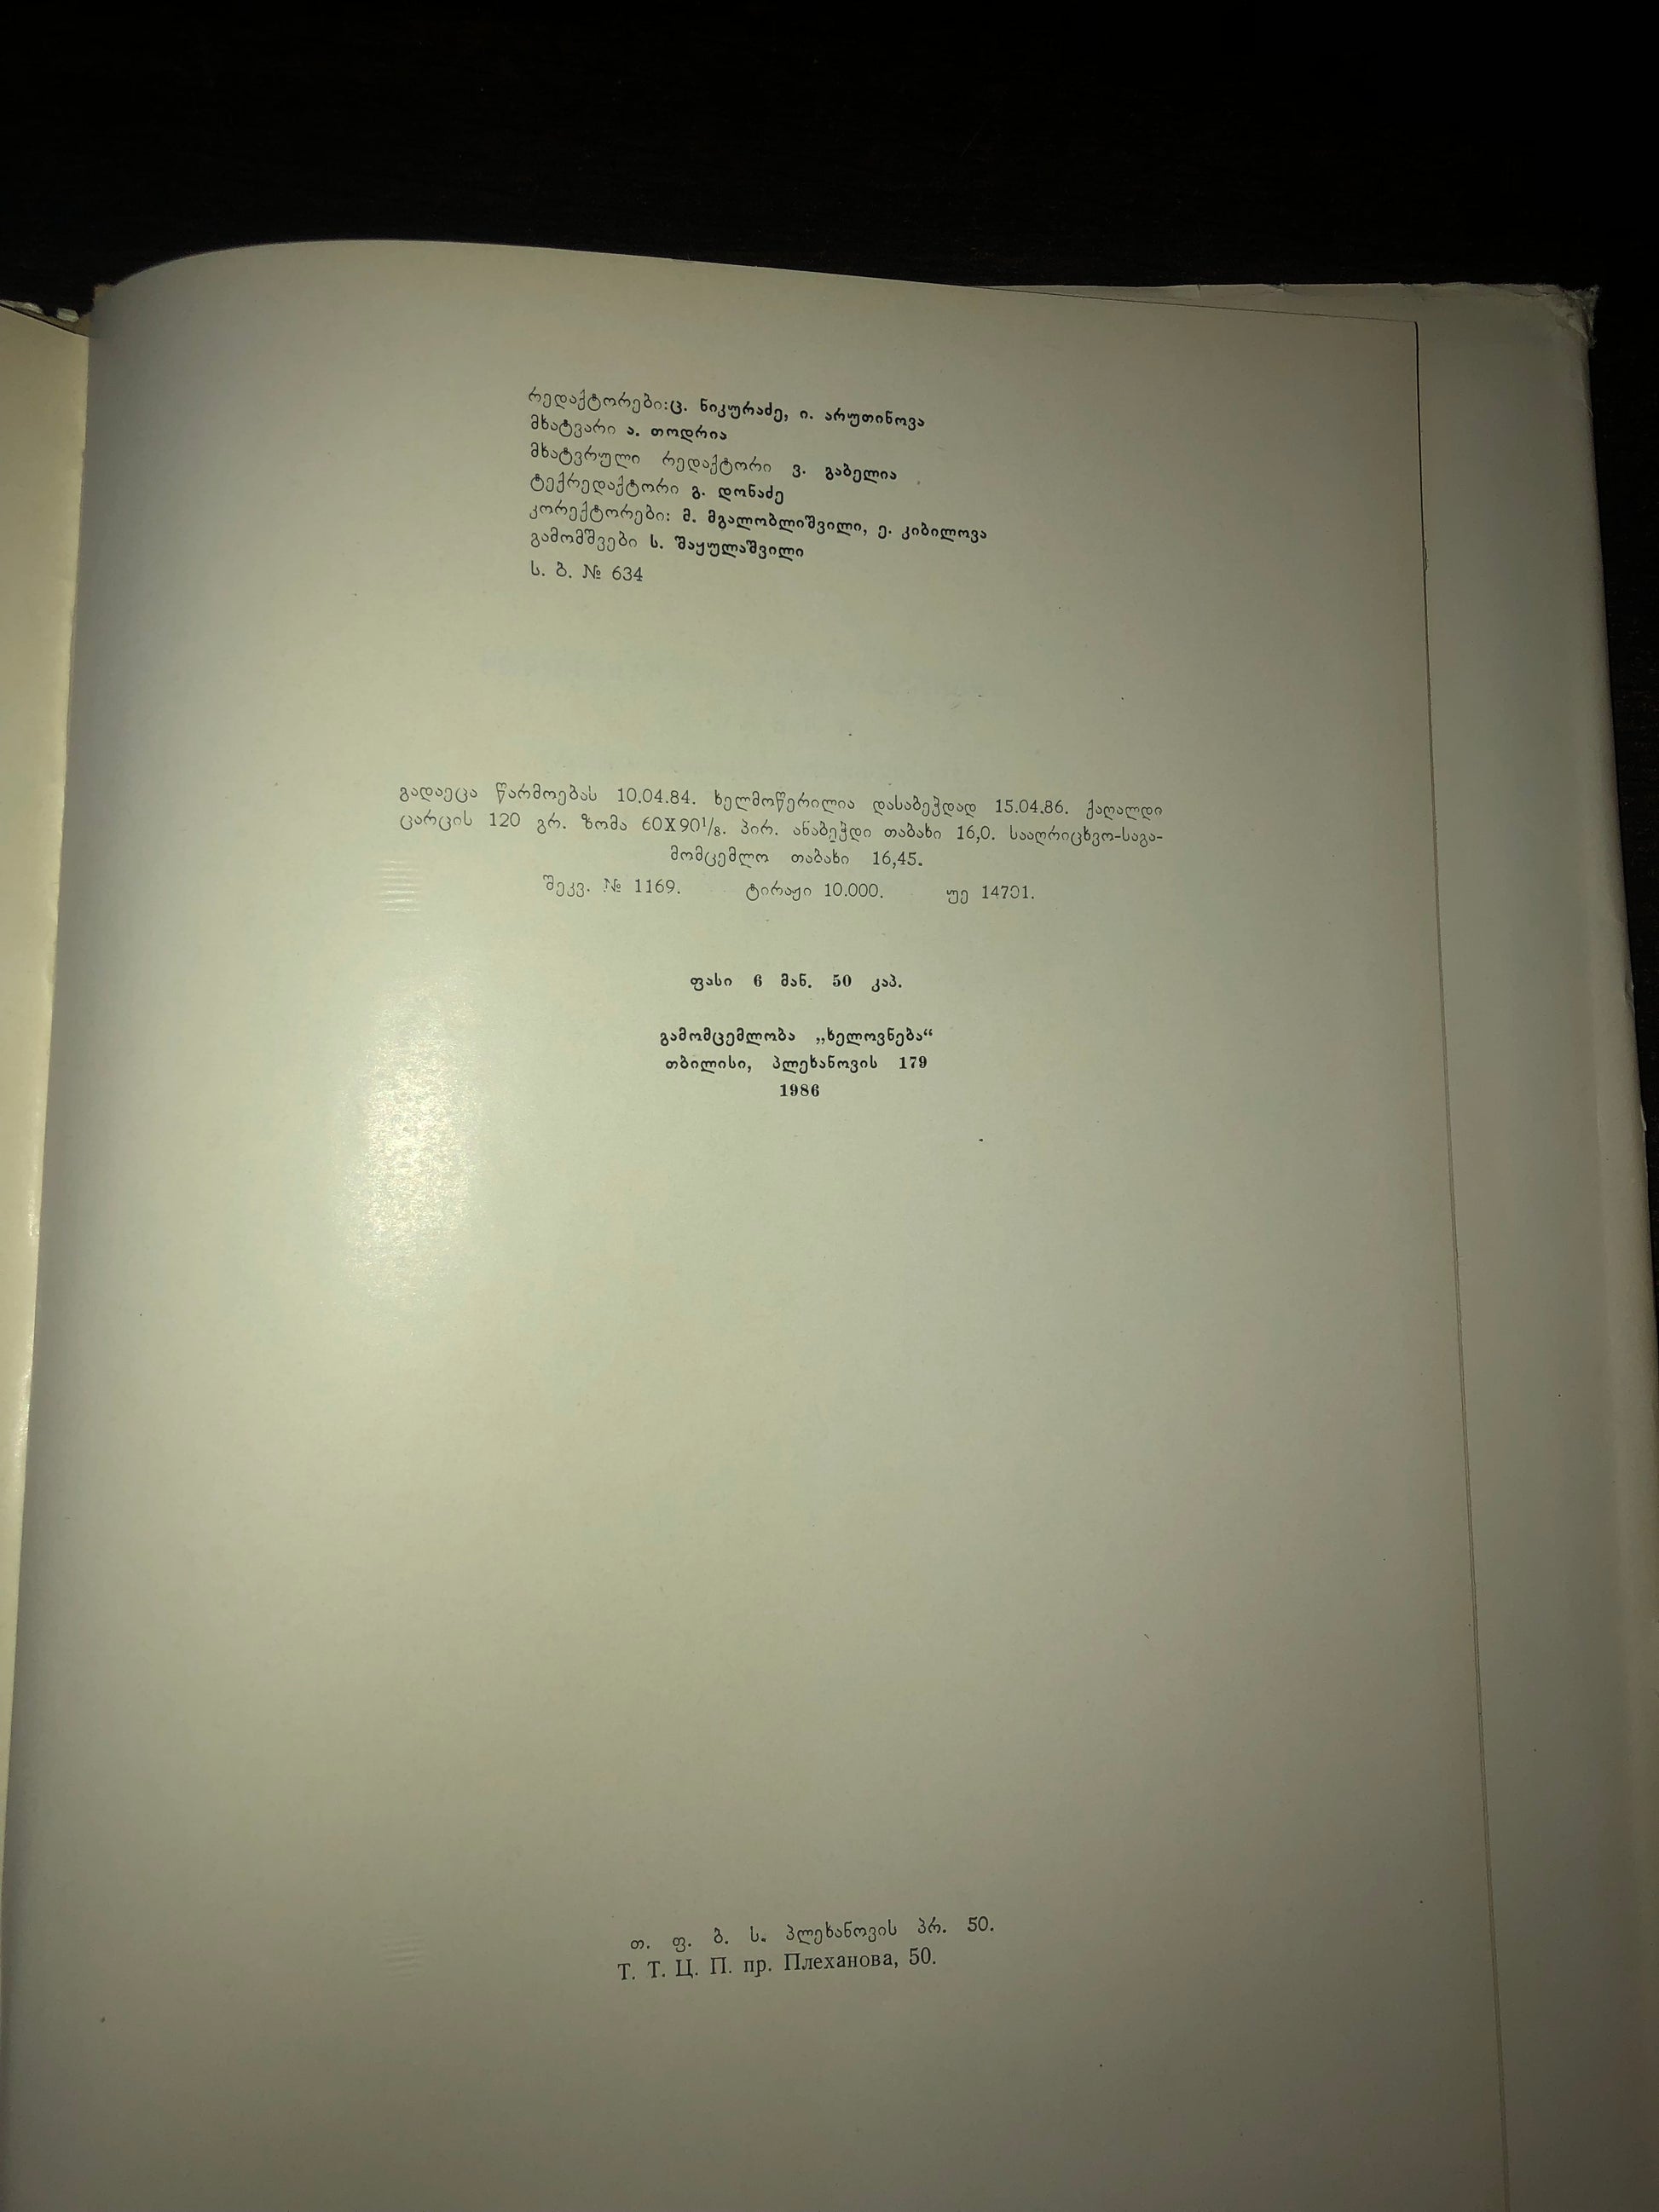 რედაქტორები:ც. ნიკურაძე, ი. არუთინოვა
მხატვარი ა. თოდრია
მხატვრული რედაქტორი ვ. გაბელია
ტექრედაქტორი გ. დონაძე
კორექტორები: მ. მგალობლიშვილი, ე. კიბილოვა
გამომშვები ს. შაყულაშვილი
ს. ბ. № 634
გადაეცა წარმოებას 10.04.84. ხელმოწერილია დასაბეჭდად 15.04.86. ქაღალდი
ცარცის 120 გრ. ზომა 60X90¹/₈. პირ. ანაბეჭდი თაბახი 16,0. სააღრიცხვო-საგა-
მომცემლო თაბახი 16,45.
შეკვ. № 1169. ტირაჟი 10.000. უე 14701.
ფასი 6 მან. 50 კაპ.
გამომცემლობა „ხელოვნება“
თბილისი, პლეხანოვის 179
1986
თ. ფ. ბ. ს. პლეხანოვის პრ. 50.
Т. Т. Ц. П. пр. Плеханова, 50.